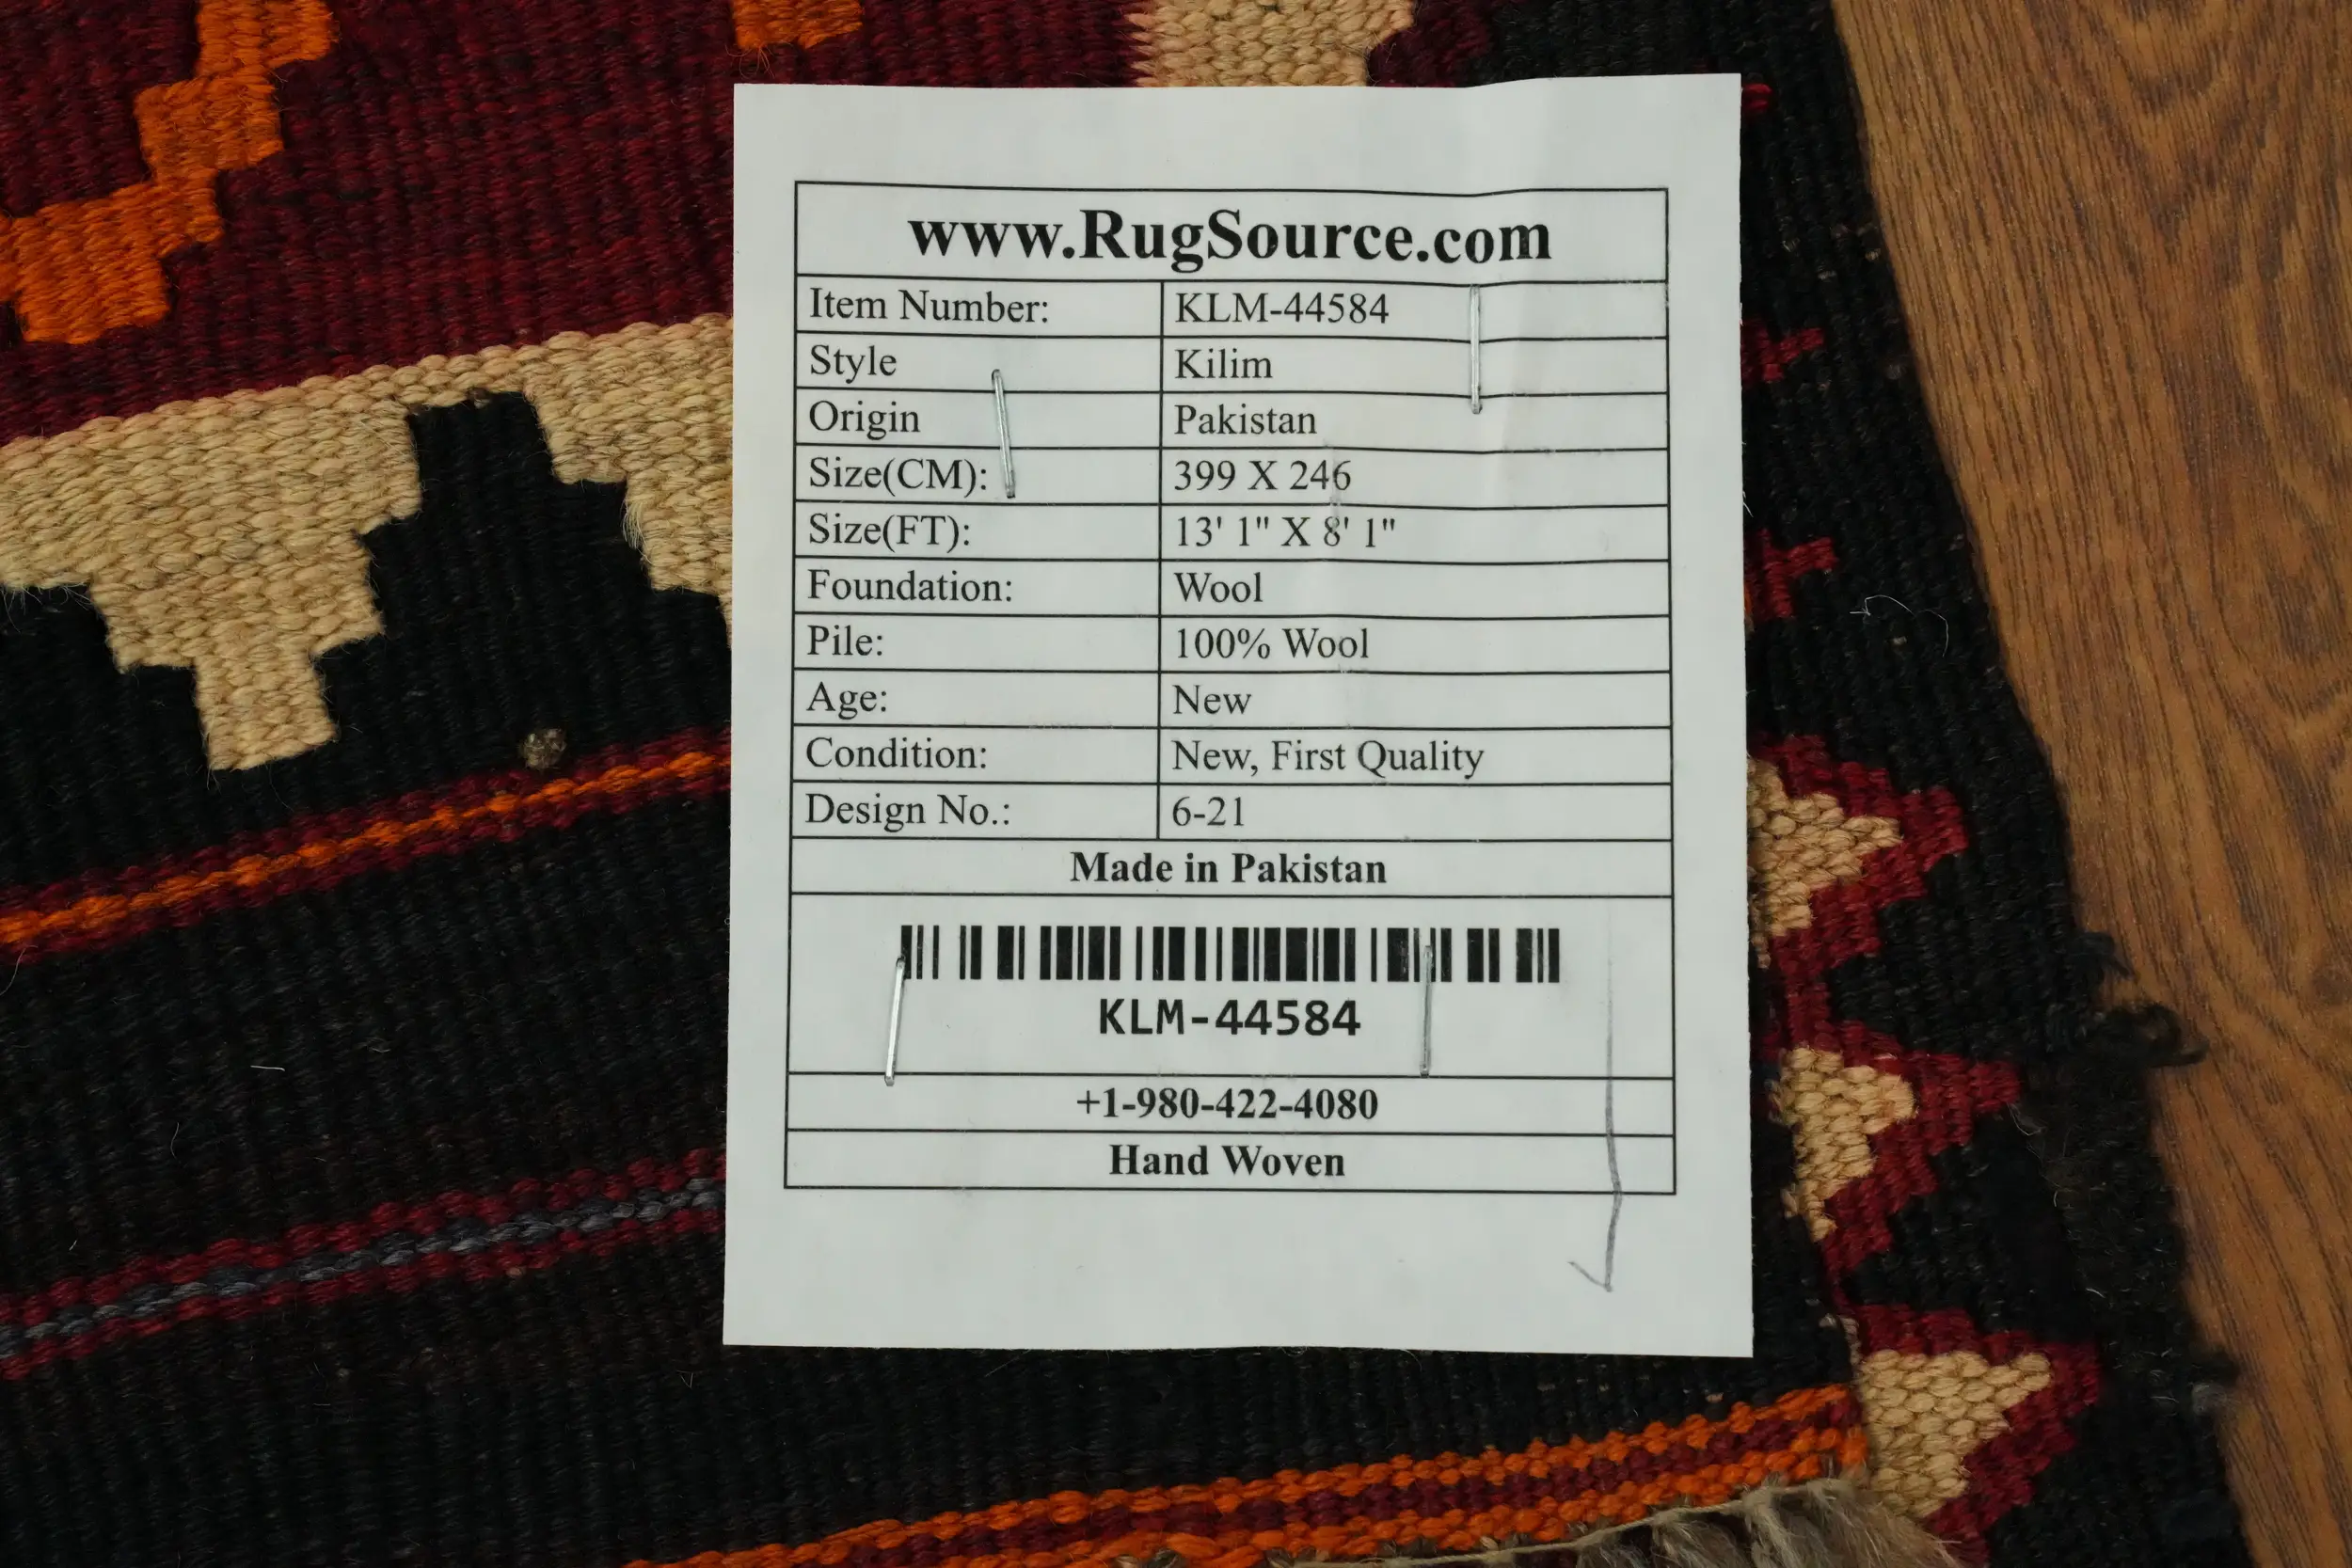 www.RugSource.com
Item Number: KLM-44584
Style Kilim
Origin Pakistan
Size(CM): 399 X 246
Size(FT): 13' 1" X 8' 1"
Foundation: Wool
Pile: 100% Wool
Age: New
Condition: New, First Quality
Design No.: 6-21
Made in Pakistan
KLM-44584
+1-980-422-4080
Hand Woven